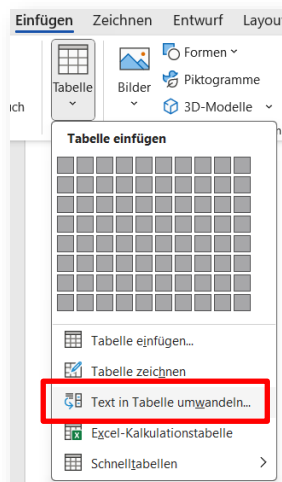 Einfügen Zeichnen Entwurf Layou
Formen
Piktogramme
3D-Modelle
Tabelle Bilder
Tabelle einfügen
Tabelle einfügen...
Tabelle zeichnen
Text in Tabelle umwandeln...
Excel-Kalkulationstabelle
Schnelltabellen